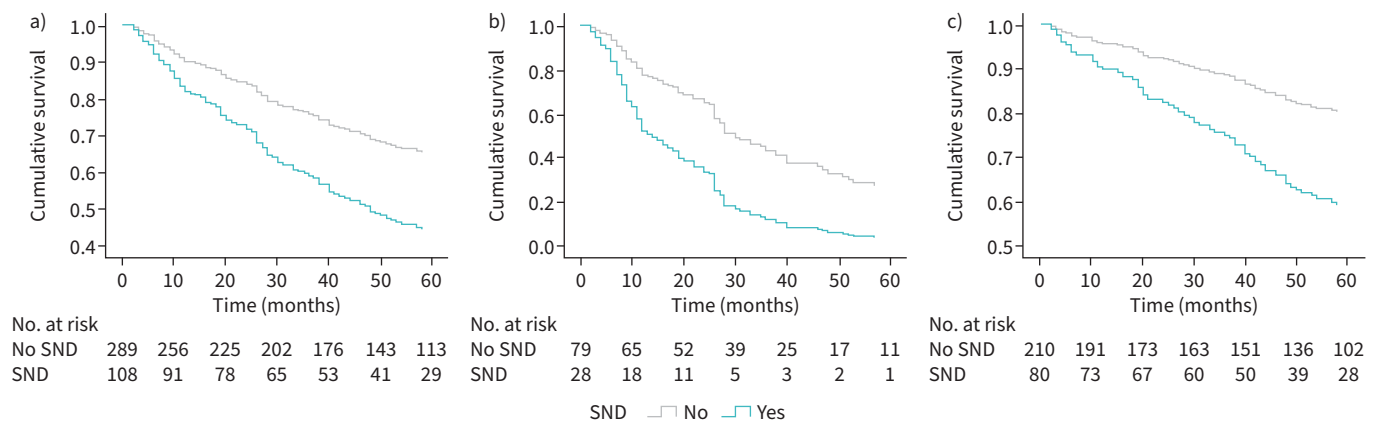 a)
Cumulative survival
1.0
0.9
0.8
0.7
0.6
0.5
0.4
0 10 20 30 40 50 60
Time (months)
No. at risk
No SND 289 256 225 202 176 143 113
SND 108 91 78 65 53 41 29
b)
Cumulative survival
1.0
0.8
0.6
0.4
0.2
0.0
0 10 20 30 40 50 60
Time (months)
No. at risk
No SND 79 65 52 39 25 17 11
SND 28 18 11 5 3 2 1
c)
Cumulative survival
1.0
0.9
0.8
0.7
0.6
0.5
0 10 20 30 40 50 60
Time (months)
No. at risk
No SND 210 191 173 163 151 136 102
SND 80 73 67 60 50 39 28
SND No Yes